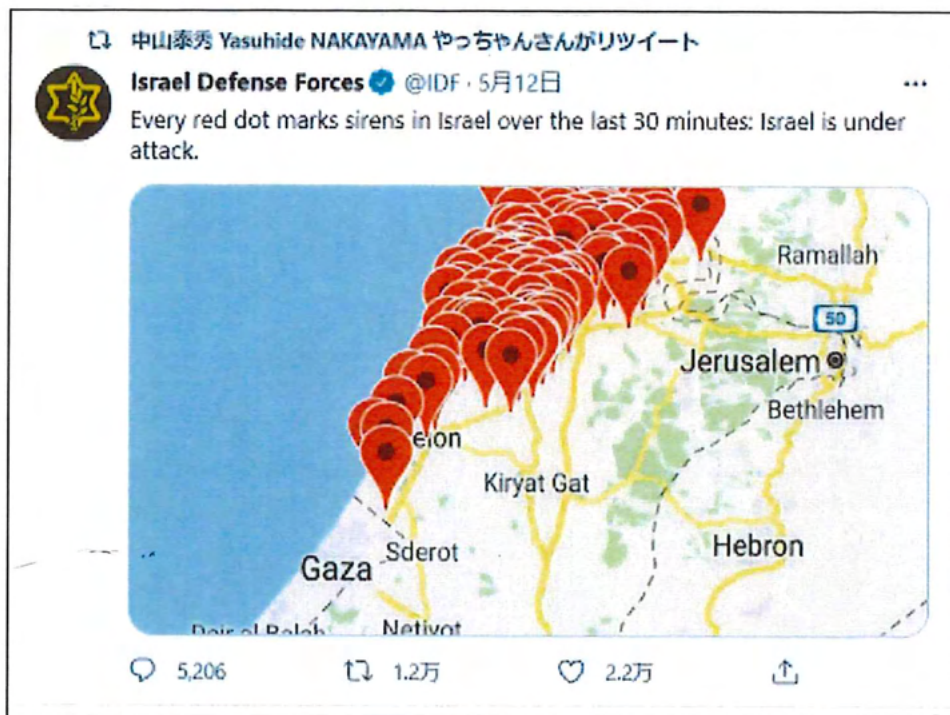 中山泰秀 Yasuhide NAKAYAMA やっちゃんさんがリツイート
Israel Defense Forces @IDF · 5月12日
Every red dot marks sirens in Israel over the last 30 minutes: Israel is under
attack.
Ramallah
50
Jerusalem
Bethlehem
elon
Kiryat Gat
Sderot
Hebron
Gaza
Netivot
5,206 1.2万 2.2万